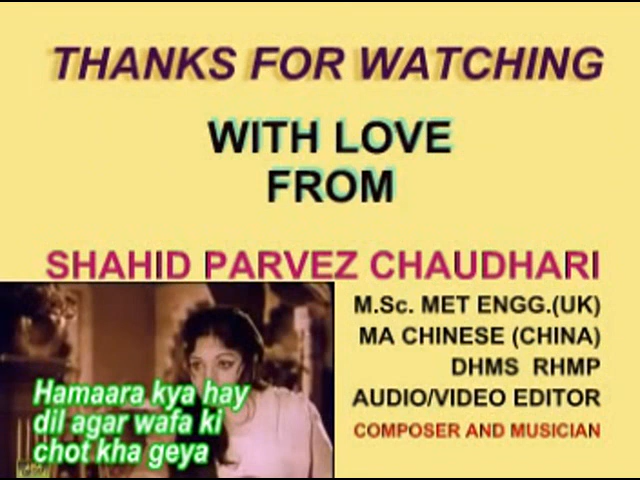 THANKS FOR WATCHING
WITH LOVE
FROM
SHAHID PARVEZ CHAUDHARI
M.Sc. MET ENGG.(UK)
MA CHINESE (CHINA)
DHMS RHMP
AUDIO/VIDEO EDITOR
COMPOSER AND MUSICIAN
Hamaara kya hay
dil agar wafa ki
chot kha geya